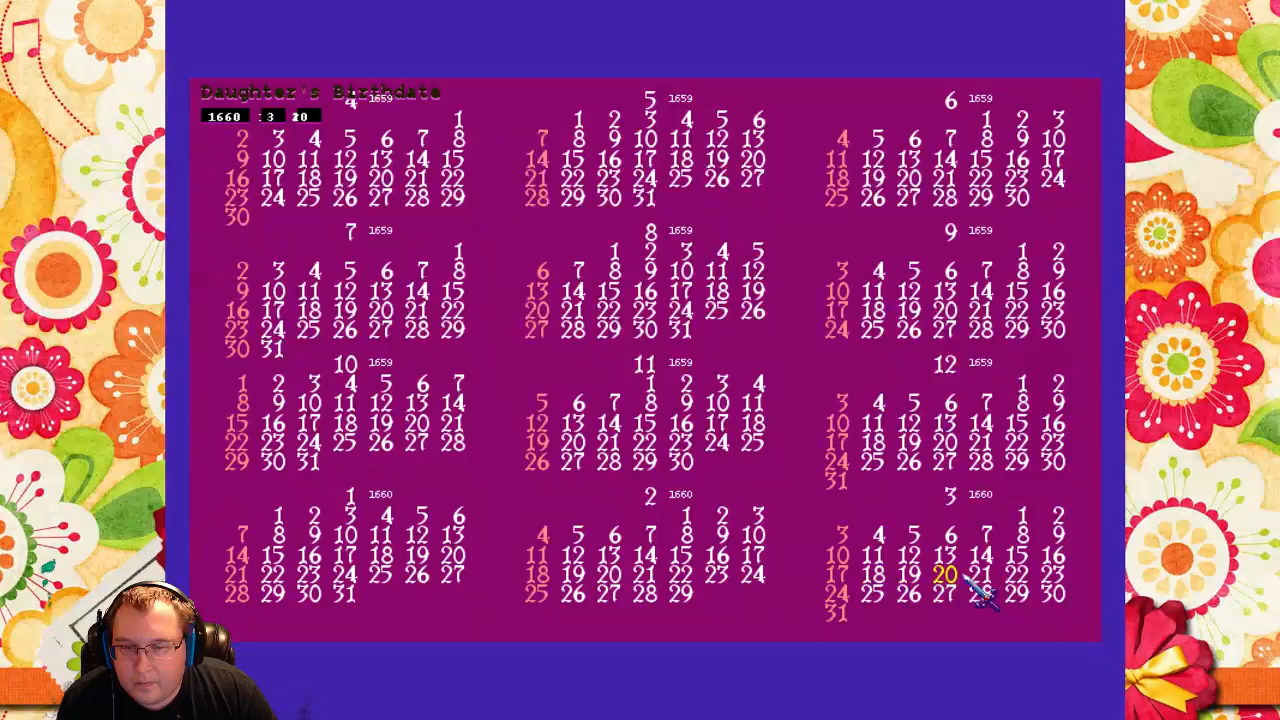 Daughter's Birthdate
1660 : 3 20
4 1659
1
2 3 4 5 6 7 8
9 10 11 12 13 14 15
16 17 18 19 20 21 22
23 24 25 26 27 28 29
30
5 1659
1 2 3 4 5 6
7 8 9 10 11 12 13
14 15 16 17 18 19 20
21 22 23 24 25 26 27
28 29 30 31
6 1659
1 2 3
4 5 6 7 8 9 10
11 12 13 14 15 16 17
18 19 20 21 22 23 24
25 26 27 28 29 30
7 1659
1
2 3 4 5 6 7 8
9 10 11 12 13 14 15
16 17 18 19 20 21 22
23 24 25 26 27 28 29
30 31
8 1659
1 2 3 4 5
6 7 8 9 10 11 12
13 14 15 16 17 18 19
20 21 22 23 24 25 26
27 28 29 30 31
9 1659
1 2
3 4 5 6 7 8 9
10 11 12 13 14 15 16
17 18 19 20 21 22 23
24 25 26 27 28 29 30
10 1659
1 2 3 4 5 6 7
8 9 10 11 12 13 14
15 16 17 18 19 20 21
22 23 24 25 26 27 28
29 30 31
11 1659
1 2 3 4
5 6 7 8 9 10 11
12 13 14 15 16 17 18
19 20 21 22 23 24 25
26 27 28 29 30
12 1659
1 2
3 4 5 6 7 8 9
10 11 12 13 14 15 16
17 18 19 20 21 22 23
24 25 26 27 28 29 30
31
1 1660
1 2 3 4 5 6
7 8 9 10 11 12 13
14 15 16 17 18 19 20
21 22 23 24 25 26 27
28 29 30 31
2 1660
1 2 3
4 5 6 7 8 9 10
11 12 13 14 15 16 17
18 19 20 21 22 23 24
25 26 27 28 29
3 1660
1 2
3 4 5 6 7 8 9
10 11 12 13 14 15 16
17 18 19 20 21 22 23
24 25 26 27 28 29 30
31